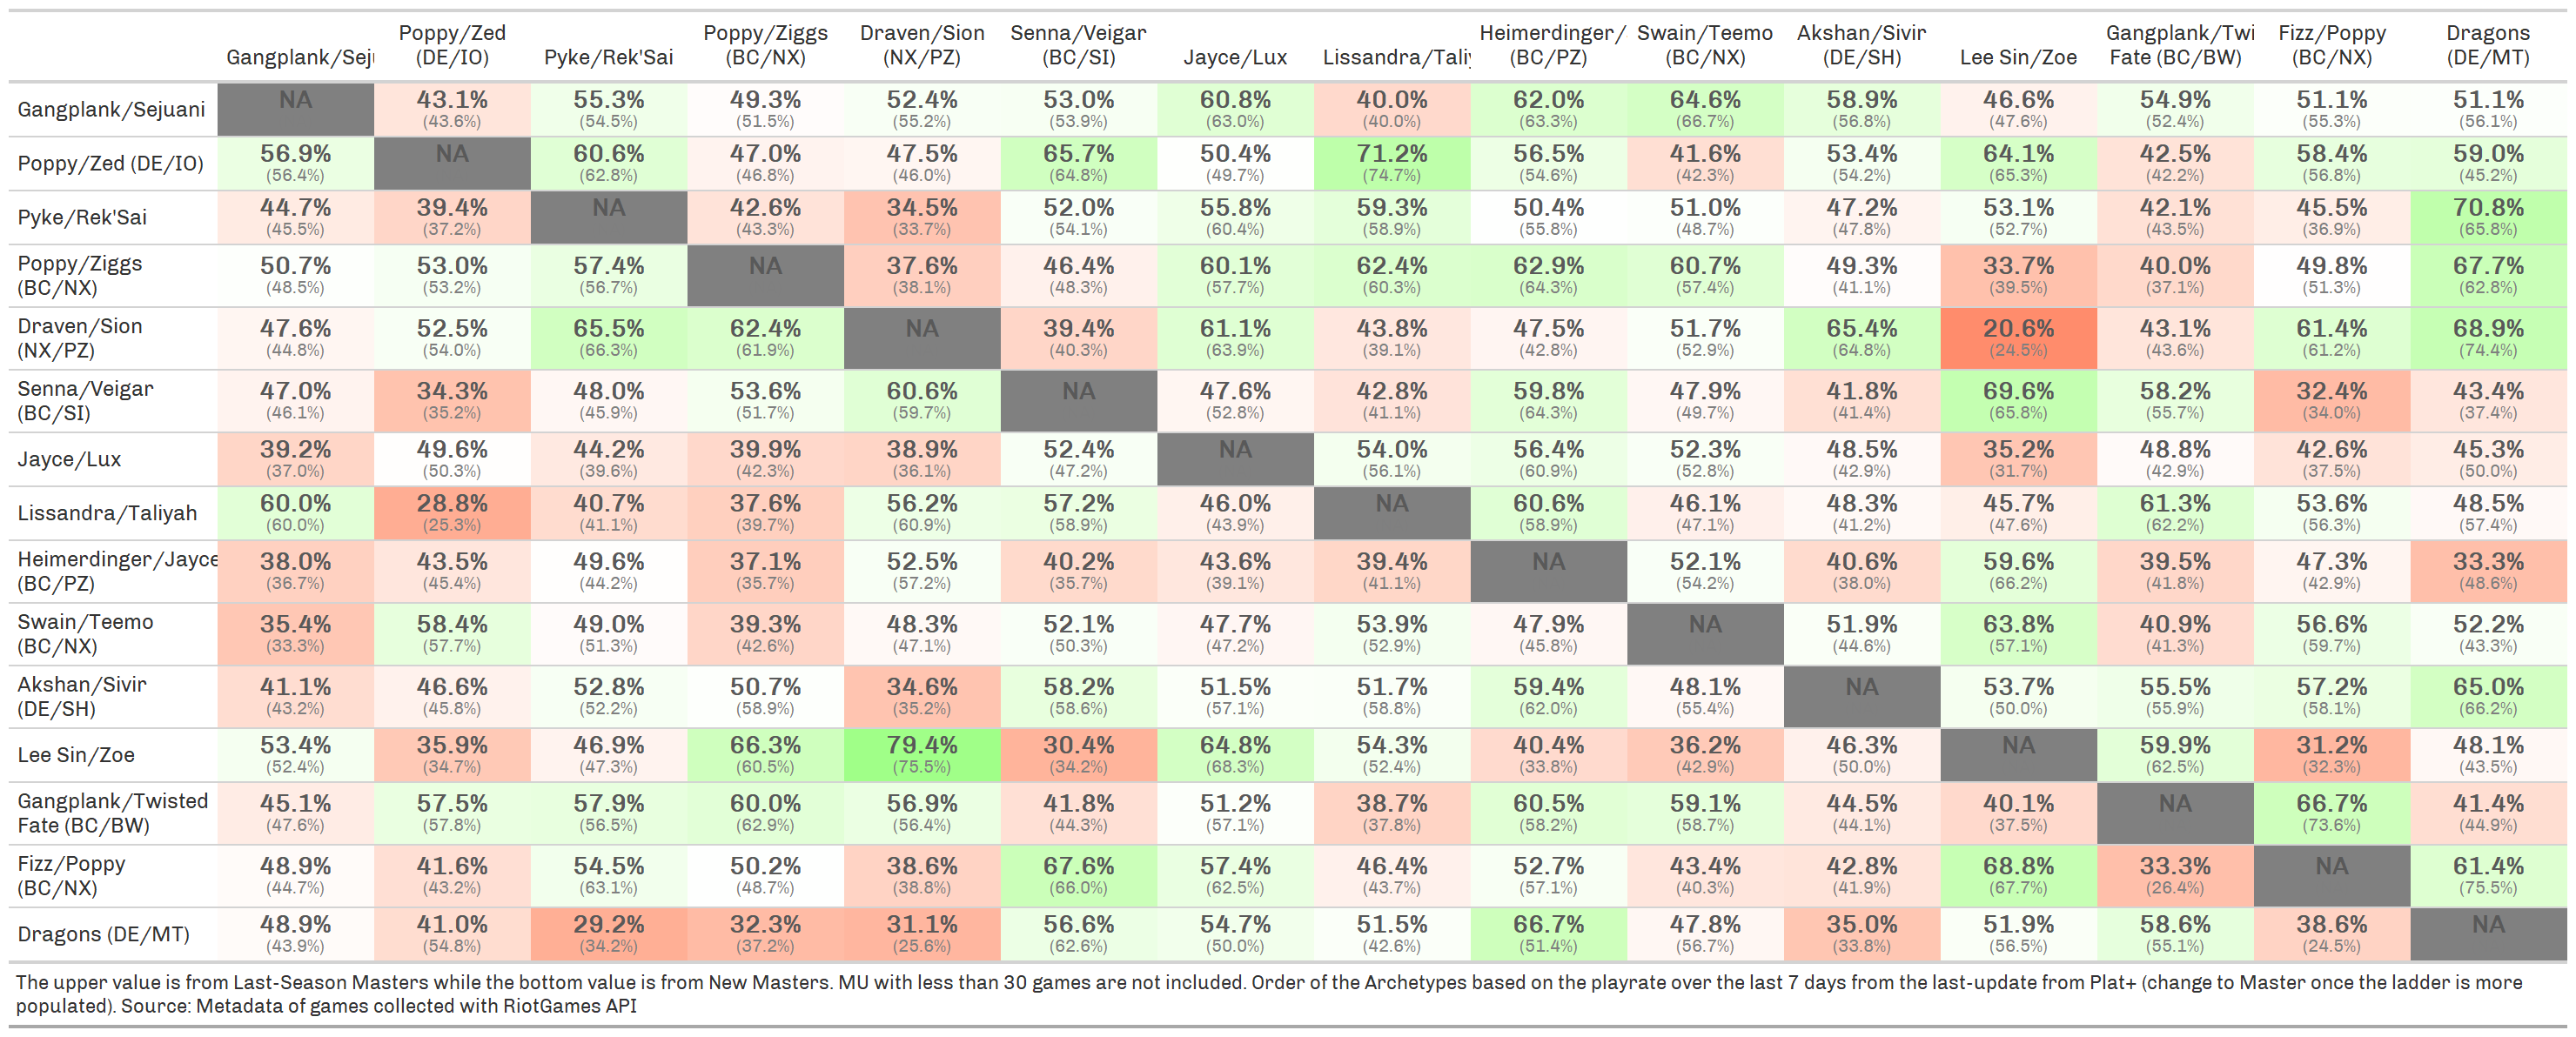 Gangplank/Sej Poppy/Zed (DE/IO) Pyke/Rek'Sai Poppy/Ziggs (BC/NX) Draven/Sion (NX/PZ) Senna/Veigar (BC/SI) Jayce/Lux Lissandra/Tali Heimerdinger/ (BC/PZ) Swain/Teemo (BC/NX) Akshan/Sivir (DE/SH) Lee Sin/Zoe Gangplank/Twi Fate (BC/BW) Fizz/Poppy (BC/NX) Dragons (DE/MT)
Gangplank/Sejuani NA 43.1% 55.3% 49.3% 52.4% 53.0% 60.8% 40.0% 62.0% 64.6% 58.9% 46.6% 54.9% 51.1% 51.1%
(43.6%) (54.5%) (51.5%) (55.2%) (53.9%) (63.0%) (40.0%) (63.3%) (66.7%) (56.8%) (47.6%) (52.4%) (55.3%) (56.1%)
Poppy/Zed (DE/IO) 56.9% NA 60.6% 47.0% 47.5% 65.7% 50.4% 71.2% 56.5% 41.6% 53.4% 64.1% 42.5% 58.4% 59.0%
(56.4%) (62.8%) (46.8%) (46.0%) (64.8%) (49.7%) (74.7%) (54.6%) (42.3%) (54.2%) (65.3%) (42.2%) (56.8%) (45.2%)
Pyke/Rek'Sai 44.7% 39.4% NA 42.6% 34.5% 52.0% 55.8% 59.3% 50.4% 51.0% 47.2% 53.1% 42.1% 45.5% 70.8%
(45.5%) (37.2%) (43.3%) (33.7%) (54.1%) (60.4%) (58.9%) (55.8%) (48.7%) (47.8%) (52.7%) (43.5%) (36.9%) (65.8%)
Poppy/Ziggs 50.7% 53.0% 57.4% NA 37.6% 46.4% 60.1% 62.4% 62.9% 60.7% 49.3% 33.7% 40.0% 49.8% 67.7%
(BC/NX) (48.5%) (53.2%) (56.7%) (38.1%) (48.3%) (57.7%) (60.3%) (64.3%) (57.4%) (41.1%) (39.5%) (37.1%) (51.3%) (62.8%)
Draven/Sion 47.6% 52.5% 65.5% 62.4% NA 39.4% 61.1% 43.8% 47.5% 51.7% 65.4% 20.6% 43.1% 61.4% 68.9%
(NX/PZ) (44.8%) (54.0%) (66.3%) (61.9%) (40.3%) (63.9%) (39.1%) (42.8%) (52.9%) (64.8%) (24.5%) (43.6%) (61.2%) (74.4%)
Senna/Veigar 47.0% 34.3% 48.0% 53.6% 60.6% NA 47.6% 42.8% 59.8% 47.9% 41.8% 69.6% 58.2% 32.4% 43.4%
(BC/SI) (46.1%) (35.2%) (45.9%) (51.7%) (59.7%) (52.8%) (41.1%) (64.3%) (49.7%) (41.4%) (65.8%) (55.7%) (34.0%) (37.4%)
Jayce/Lux 39.2% 49.6% 44.2% 39.9% 38.9% 52.4% NA 54.0% 56.4% 52.3% 48.5% 35.2% 48.8% 42.6% 45.3%
(37.0%) (50.3%) (39.6%) (42.3%) (36.1%) (47.2%) (56.1%) (60.9%) (52.8%) (42.9%) (31.7%) (42.9%) (37.5%) (50.0%)
Lissandra/Taliyah 60.0% 28.8% 40.7% 37.6% 56.2% 57.2% 46.0% NA 60.6% 46.1% 48.3% 45.7% 61.3% 53.6% 48.5%
(60.0%) (25.3%) (41.1%) (39.7%) (60.9%) (58.9%) (43.9%) (58.9%) (47.1%) (41.2%) (47.6%) (62.2%) (56.3%) (57.4%)
Heimerdinger/Jayce 38.0% 43.5% 49.6% 37.1% 52.5% 40.2% 43.6% 39.4% NA 52.1% 40.6% 59.6% 39.5% 47.3% 33.3%
(BC/PZ) (36.7%) (45.4%) (44.2%) (35.7%) (57.2%) (35.7%) (39.1%) (41.1%) (54.2%) (38.0%) (66.2%) (41.8%) (42.9%) (48.6%)
Swain/Teemo 35.4% 58.4% 49.0% 39.3% 48.3% 52.1% 47.7% 53.9% 47.9% NA 51.9% 63.8% 40.9% 56.6% 52.2%
(BC/NX) (33.3%) (57.7%) (51.3%) (42.6%) (47.1%) (50.3%) (47.2%) (52.9%) (45.8%) (44.6%) (57.1%) (41.3%) (59.7%) (43.3%)
Akshan/Sivir 41.1% 46.6% 52.8% 50.7% 34.6% 58.2% 51.5% 51.7% 59.4% 48.1% NA 53.7% 55.5% 57.2% 65.0%
(DE/SH) (43.2%) (45.8%) (52.2%) (58.9%) (35.2%) (58.6%) (57.1%) (58.8%) (62.0%) (55.4%) (50.0%) (55.9%) (58.1%) (66.2%)
Lee Sin/Zoe 53.4% 35.9% 46.9% 66.3% 79.4% 30.4% 64.8% 54.3% 40.4% 36.2% 46.3% NA 59.9% 31.2% 48.1%
(52.4%) (34.7%) (47.3%) (60.5%) (75.5%) (34.2%) (68.3%) (52.4%) (33.8%) (42.9%) (50.0%) (62.5%) (32.3%) (43.5%)
Gangplank/Twisted 45.1% 57.5% 57.9% 60.0% 56.9% 41.8% 51.2% 38.7% 60.5% 59.1% 44.5% 40.1% NA 66.7% 41.4%
Fate (BC/BW) (47.6%) (57.8%) (56.5%) (62.9%) (56.4%) (44.3%) (57.1%) (37.8%) (58.2%) (58.7%) (44.1%) (37.5%) (73.6%) (44.9%)
Fizz/Poppy 48.9% 41.6% 54.5% 50.2% 38.6% 67.6% 57.4% 46.4% 52.7% 43.4% 42.8% 68.8% 33.3% NA 61.4%
(BC/NX) (44.7%) (43.2%) (63.1%) (48.7%) (38.8%) (66.0%) (62.5%) (43.7%) (57.1%) (40.3%) (41.9%) (67.7%) (26.4%) (75.5%)
Dragons (DE/MT) 48.9% 41.0% 29.2% 32.3% 31.1% 56.6% 54.7% 51.5% 66.7% 47.8% 35.0% 51.9% 58.6% 38.6% NA
(43.9%) (54.8%) (34.2%) (37.2%) (25.6%) (62.6%) (50.0%) (42.6%) (51.4%) (56.7%) (33.8%) (56.5%) (55.1%) (24.5%)
The upper value is from Last-Season Masters while the bottom value is from New Masters. MU with less than 30 games are not included. Order of the Archetypes based on the playrate over the last 7 days from the last-update from Plat+ (change to Master once the ladder is more
populated). Source: Metadata of games collected with RiotGames API